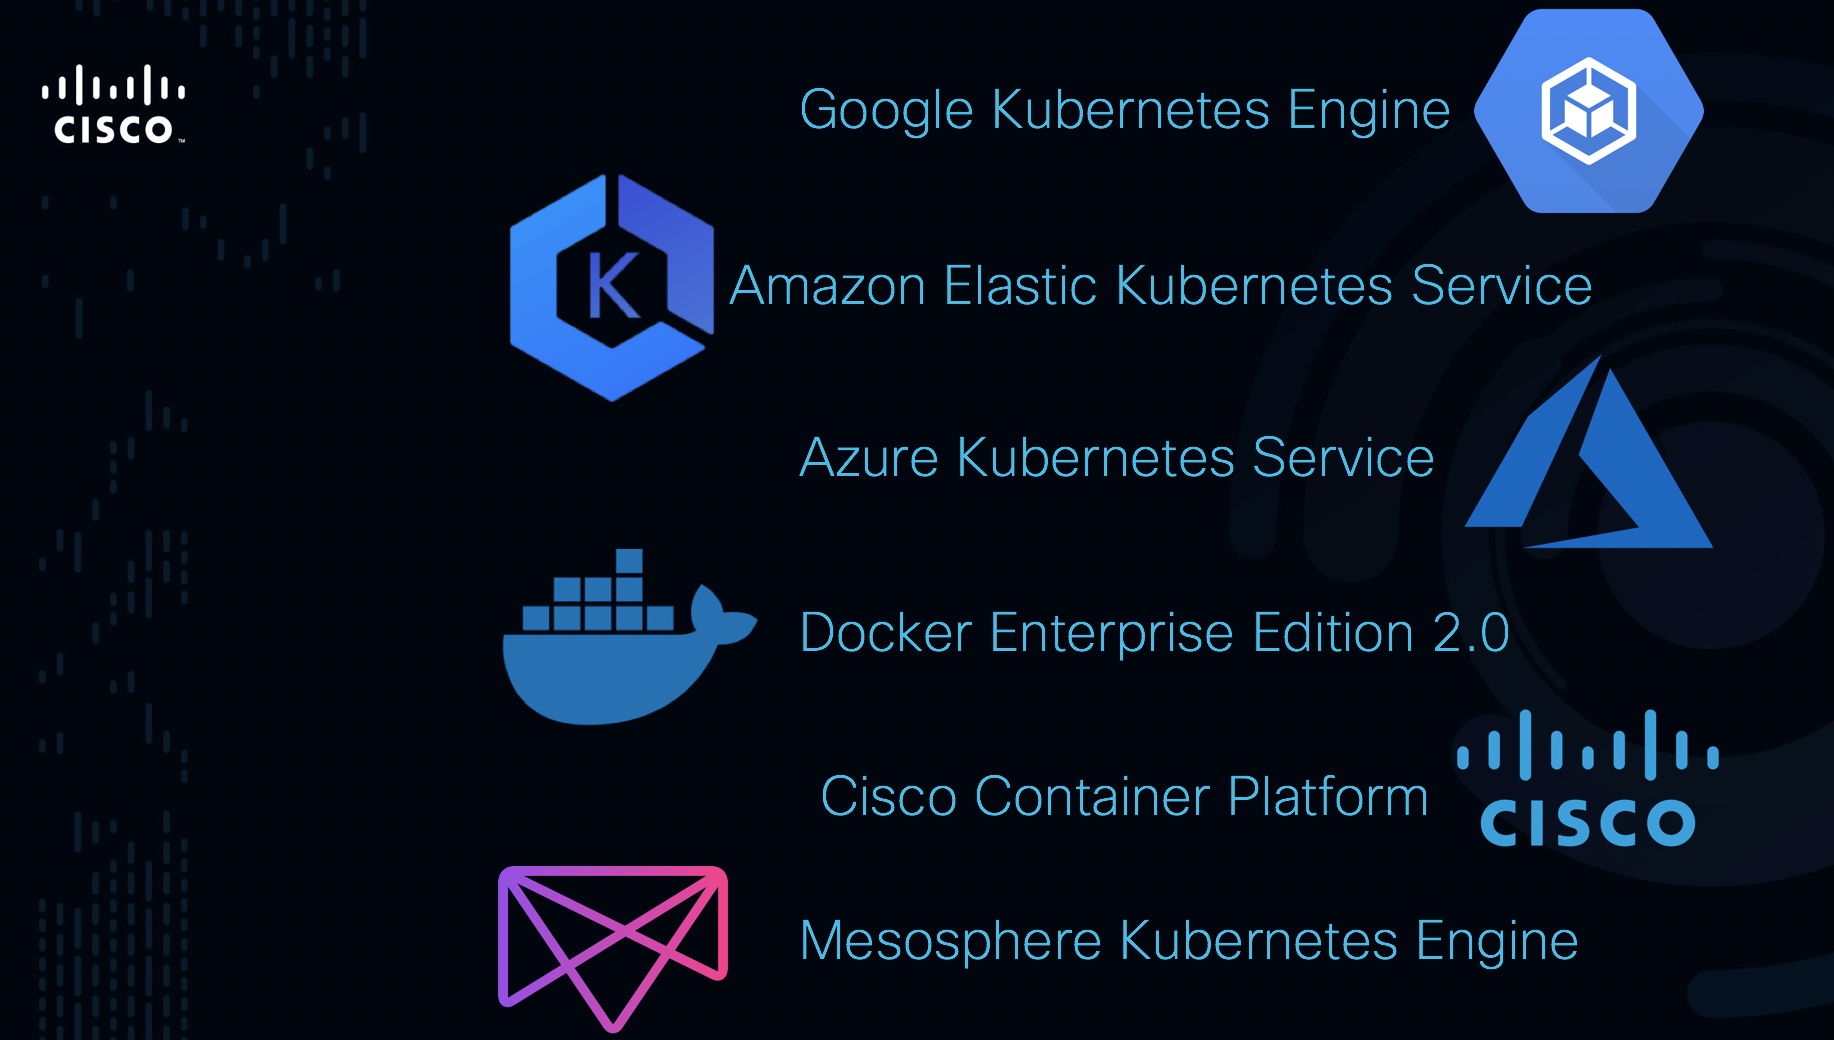 CISCO™
Google Kubernetes Engine
K
Amazon Elastic Kubernetes Service
Azure Kubernetes Service
Docker Enterprise Edition 2.0
Cisco Container Platform
CISCO
Mesosphere Kubernetes Engine